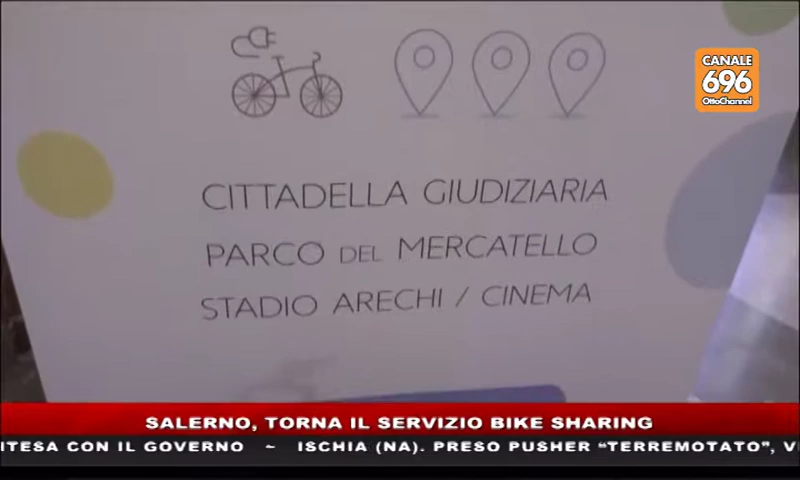 CANALE
696
OttoChannel
CITTADELLA GIUDIZIARIA
PARCO DEL MERCATELLO
STADIO ARECHI / CINEMA
SALERNO, TORNA IL SERVIZIO BIKE SHARING
CON IL GOVERNO ~ ISCHIA (NA). PRESO PUSHER “TERREMOTATO”,